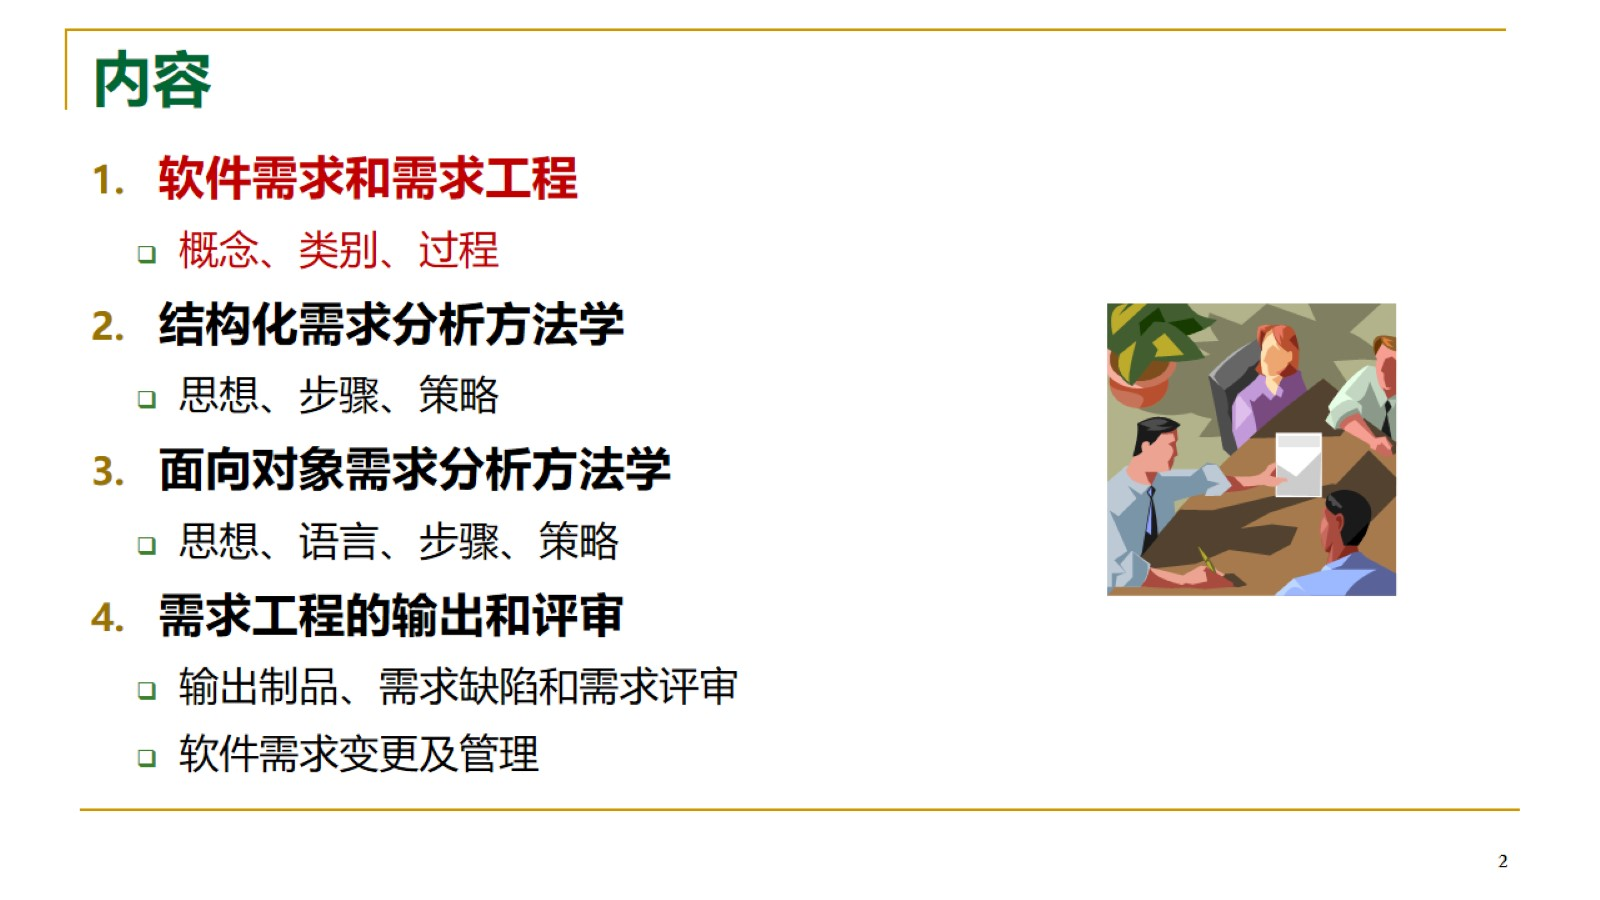 内容
1. 软件需求和需求工程
❑ 概念、类别、过程
2. 结构化需求分析方法学
❑ 思想、步骤、策略
3. 面向对象需求分析方法学
❑ 思想、语言、步骤、策略
4. 需求工程的输出和评审
❑ 输出制品、需求缺陷和需求评审
❑ 软件需求变更及管理
2